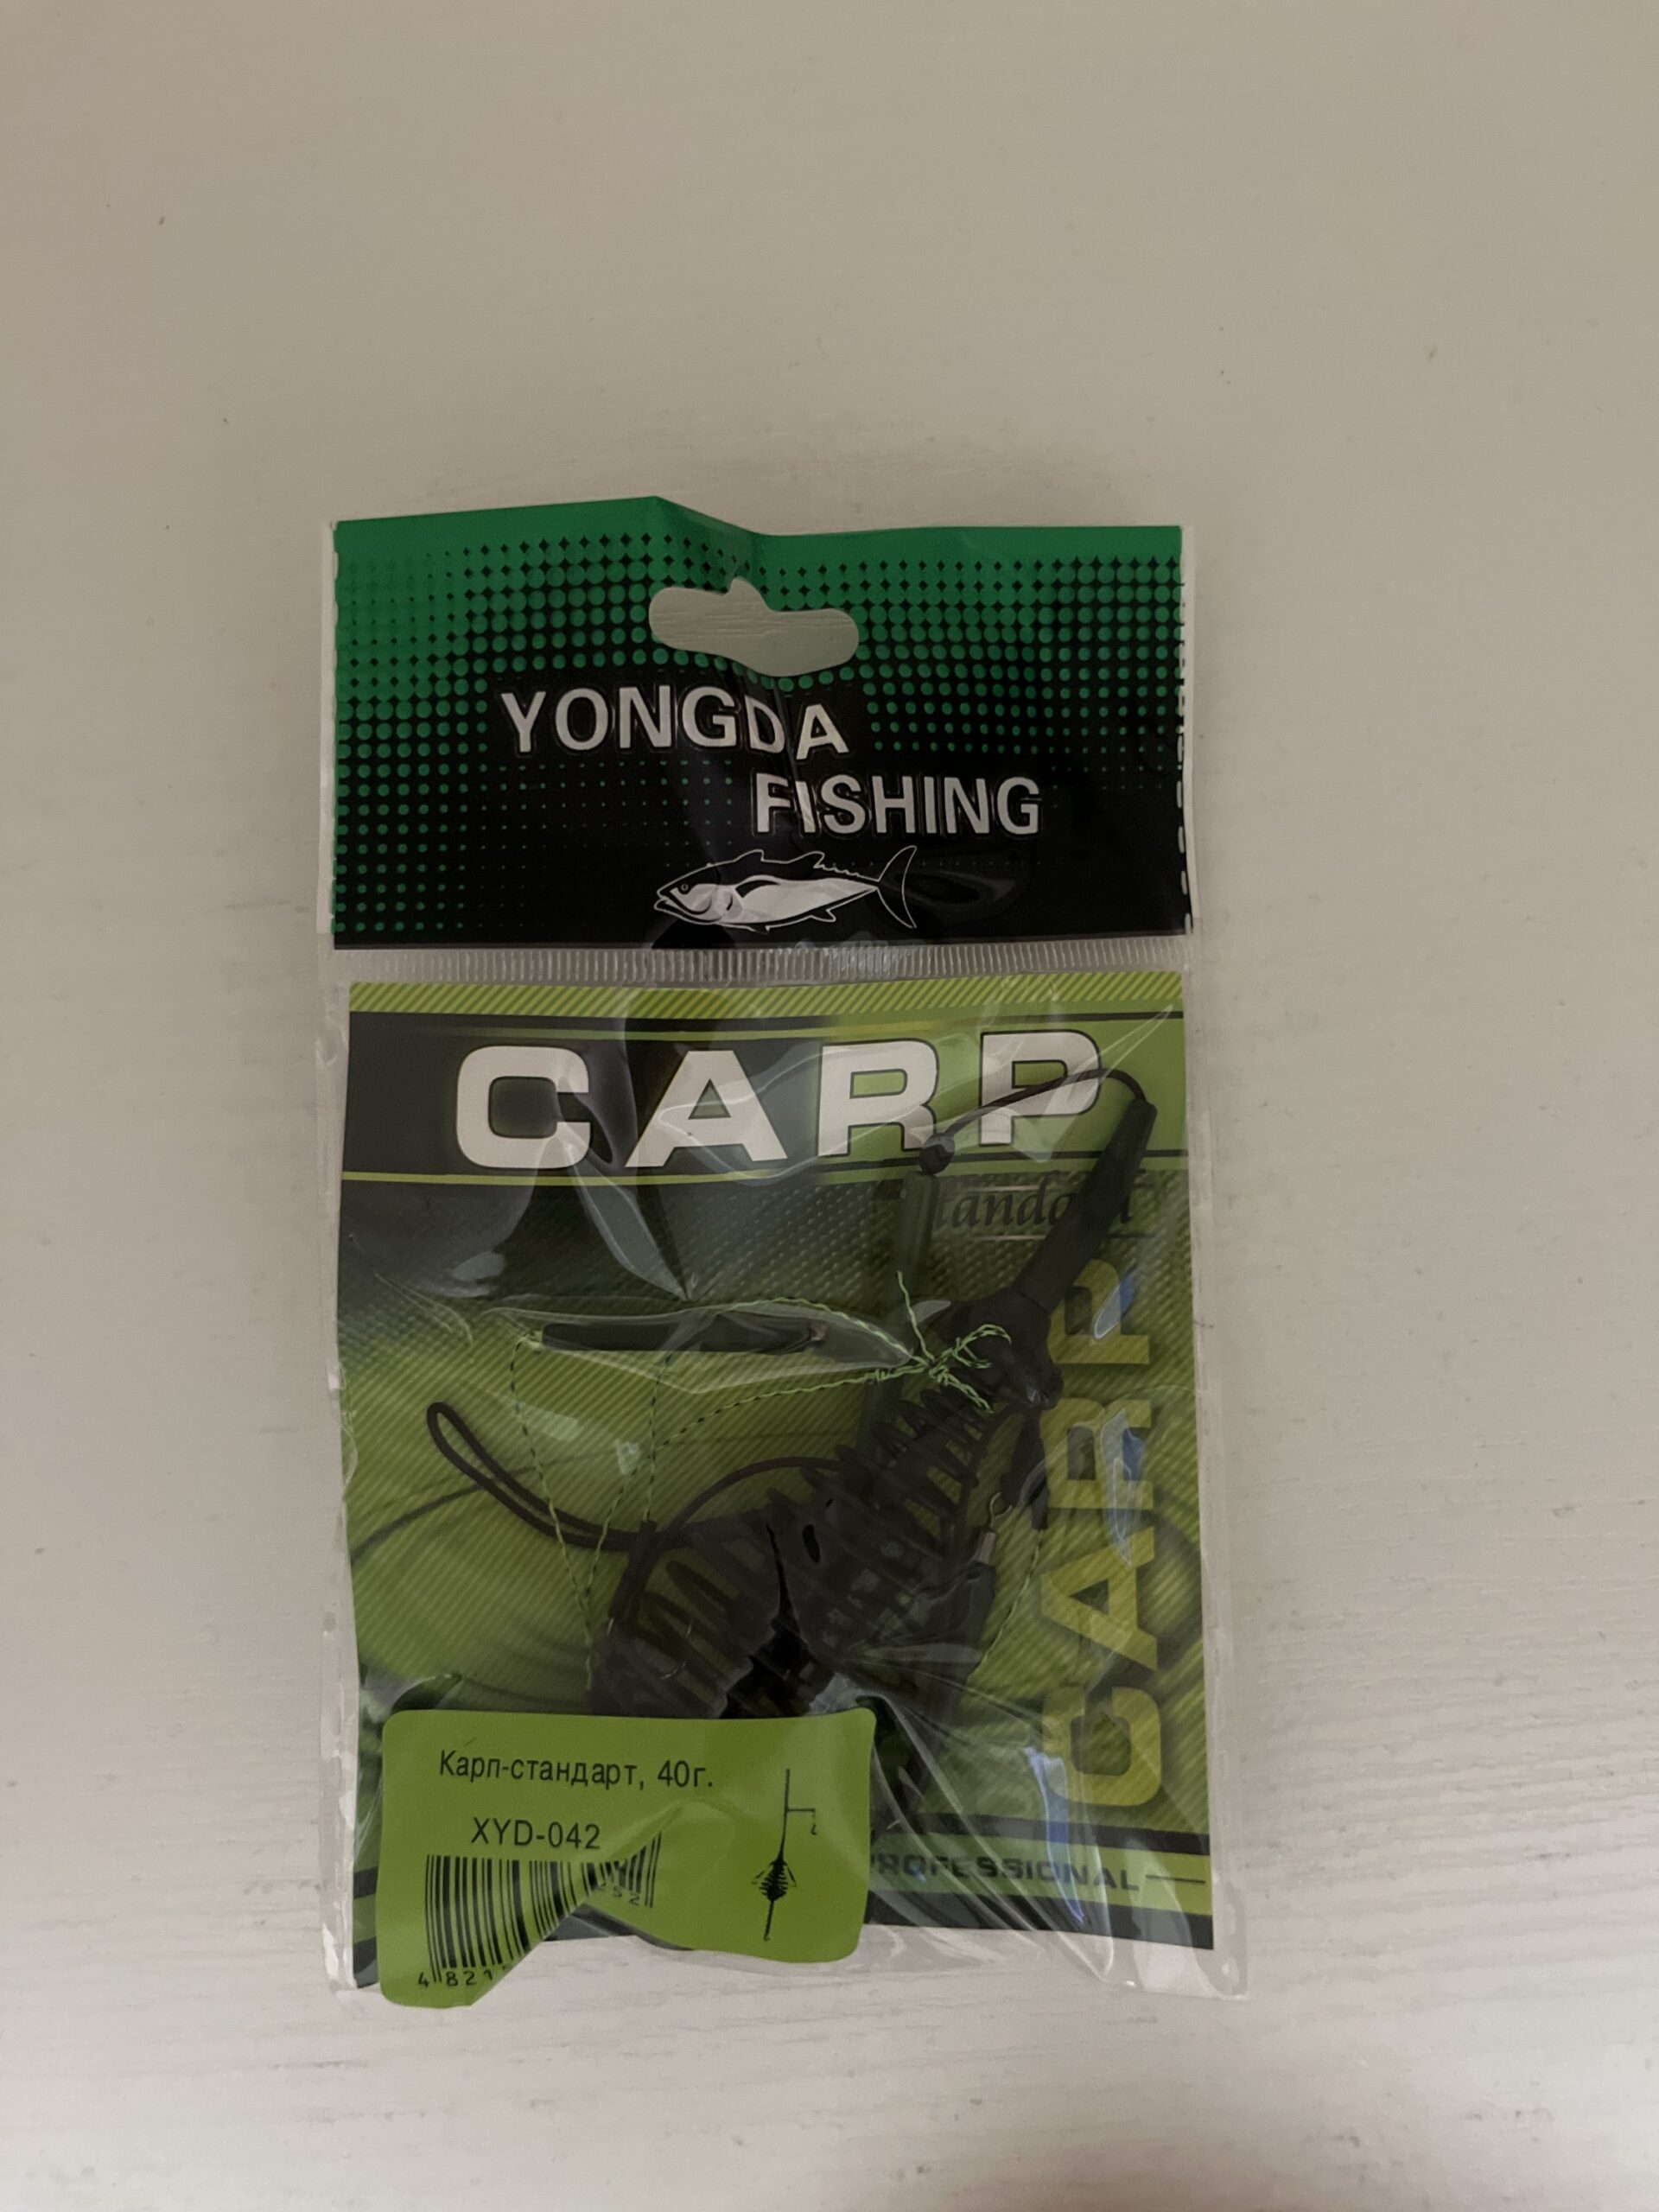 YONGDA
FISHING
CARP
CARP
PROFESSIONAL
Карп-стандарт, 40г.
XYD-042